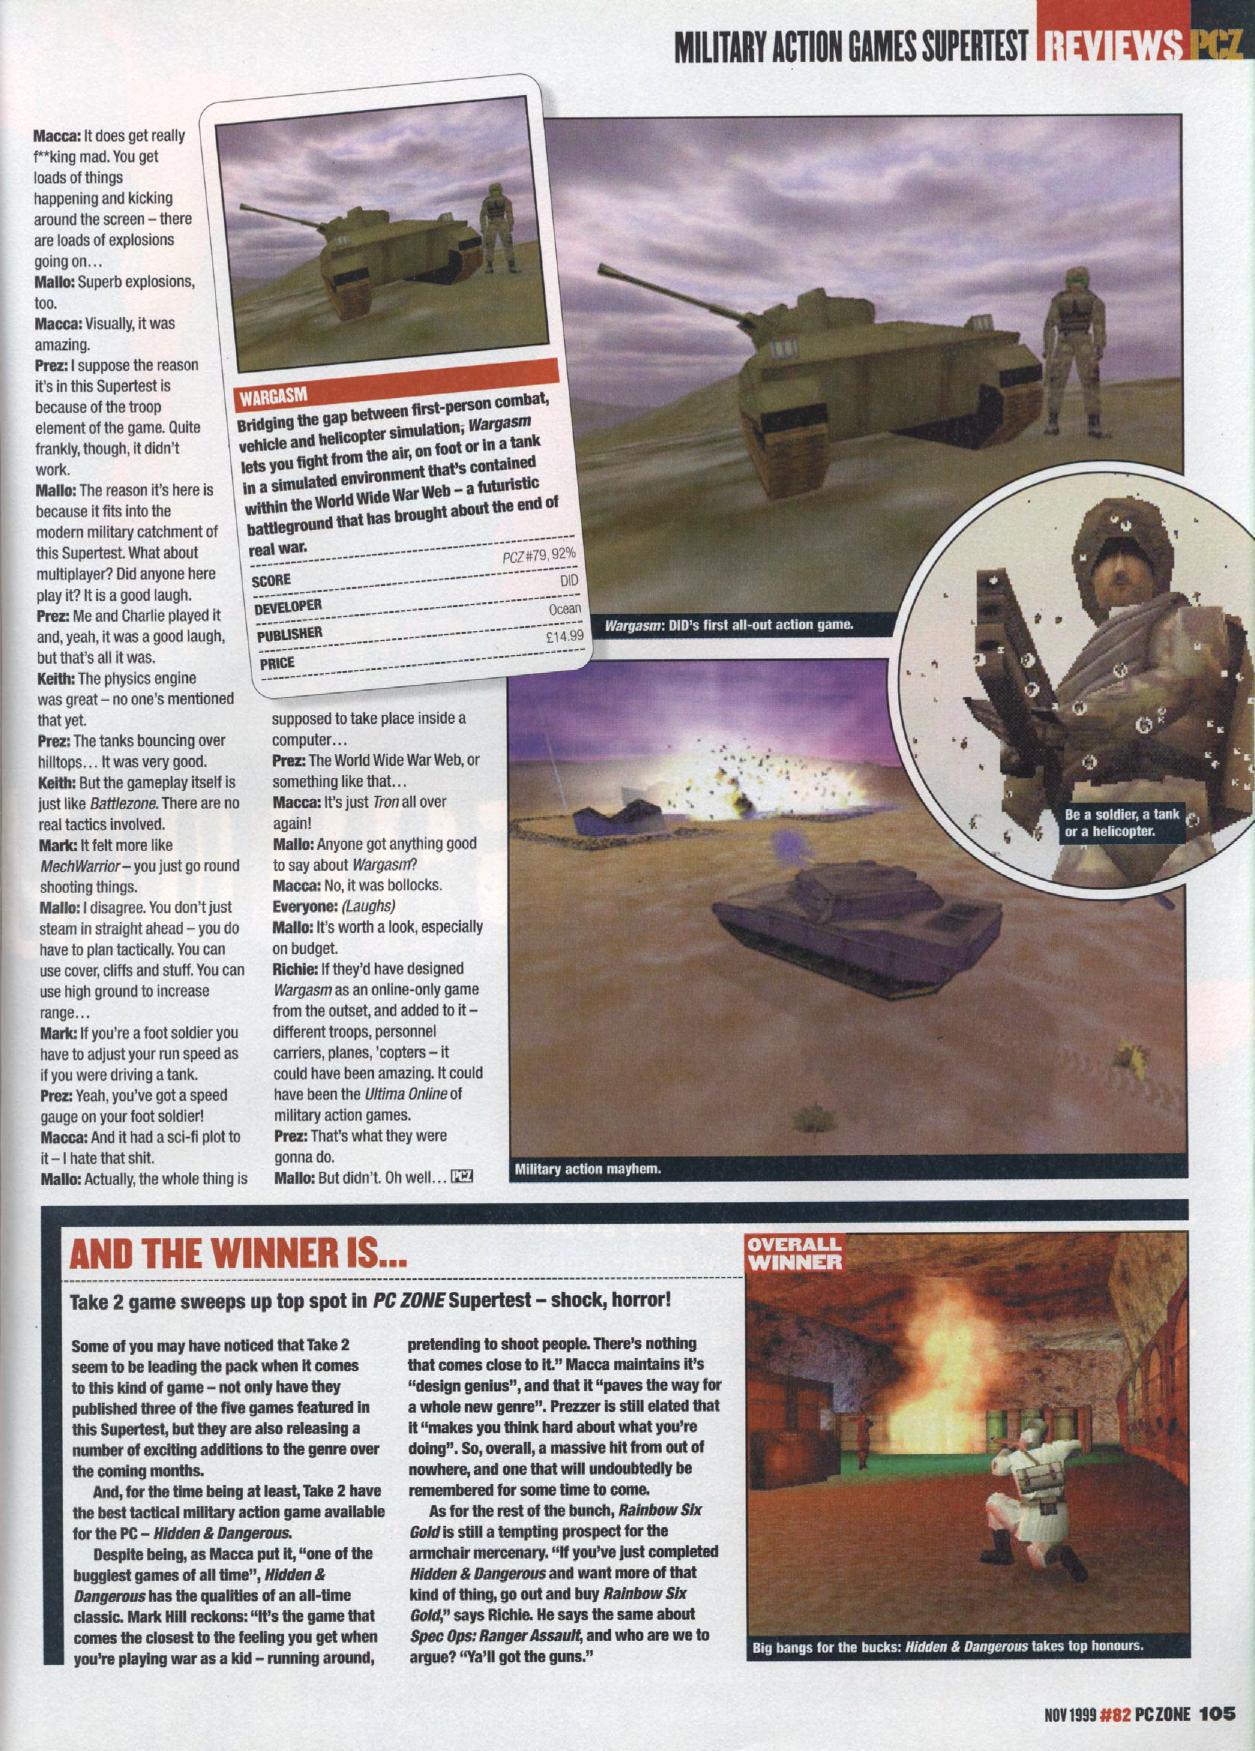 MILITARY ACTION GAMES SUPERTEST REVIEWS PCZ
Macca: It does get really
f**king mad. You get
loads of things
happening and kicking
around the screen – there
are loads of explosions
going on...
Mallo: Superb explosions,
too.
Macca: Visually, it was
amazing.
Prez: I suppose the reason
it's in this Supertest is
because of the troop
element of the game. Quite
frankly, though, it didn't
work.
Mallo: The reason it's here is
because it fits into the
modern military catchment of
this Supertest. What about
multiplayer? Did anyone here
play it? It is a good laugh.
Prez: Me and Charlie played it
and, yeah, it was a good laugh,
but that's all it was.
Keith: The physics engine
was great – no one's mentioned
that yet.
Prez: The tanks bouncing over
hilltops... It was very good.
Keith: But the gameplay itself is
just like Battlezone. There are no
real tactics involved.
Mark: It felt more like
MechWarrior – you just go round
shooting things.
Mallo: I disagree. You don't just
steam in straight ahead – you do
have to plan tactically. You can
use cover, cliffs and stuff. You can
use high ground to increase
range...
Mark: If you're a foot soldier you
have to adjust your run speed as
if you were driving a tank.
Prez: Yeah, you've got a speed
gauge on your foot soldier!
Macca: And it had a sci-fi plot to
it – I hate that shit.
Mallo: Actually, the whole thing is
supposed to take place inside a
computer...
Prez: The World Wide War Web, or
something like that...
Macca: It's just Tron all over
again!
Mallo: Anyone got anything good
to say about Wargasm?
Macca: No, it was bollocks.
Everyone: (Laughs)
Mallo: It's worth a look, especially
on budget.
Richie: If they'd have designed
Wargasm as an online-only game
from the outset, and added to it –
different troops, personnel
carriers, planes, 'copters – it
could have been amazing. It could
have been the Ultima Online of
military action games.
Prez: That's what they were
gonna do.
Mallo: But didn't. Oh well... PCZ
WARGASM
Bridging the gap between first-person combat,
vehicle and helicopter simulation, Wargasm
lets you fight from the air, on foot or in a tank
in a simulated environment that's contained
within the World Wide War Web – a futuristic
battleground that has brought about the end of
real war.
SCORE PCZ #79, 92%
DEVELOPER DID
PUBLISHER Ocean
PRICE £14.99
Wargasm: DID's first all-out action game.
Be a soldier, a tank
or a helicopter.
Military action mayhem.
AND THE WINNER IS...
Take 2 game sweeps up top spot in PC ZONE Supertest – shock, horror!
Some of you may have noticed that Take 2
seem to be leading the pack when it comes
to this kind of game – not only have they
published three of the five games featured in
this Supertest, but they are also releasing a
number of exciting additions to the genre over
the coming months.
And, for the time being at least, Take 2 have
the best tactical military action game available
for the PC – Hidden & Dangerous.
Despite being, as Macca put it, "one of the
buggiest games of all time", Hidden &
Dangerous has the qualities of an all-time
classic. Mark Hill reckons: "It's the game that
comes the closest to the feeling you get when
you're playing war as a kid – running around,
pretending to shoot people. There's nothing
that comes close to it." Macca maintains it's
"design genius", and that it "paves the way for
a whole new genre". Prezzer is still elated that
it "makes you think hard about what you're
doing". So, overall, a massive hit from out of
nowhere, and one that will undoubtedly be
remembered for some time to come.
As for the rest of the bunch, Rainbow Six
Gold is still a tempting prospect for the
armchair mercenary. "If you've just completed
Hidden & Dangerous and want more of that
kind of thing, go out and buy Rainbow Six
Gold," says Richie. He says the same about
Spec Ops: Ranger Assault, and who are we to
argue? "Ya'll got the guns."
OVERALL
WINNER
Big bangs for the bucks: Hidden & Dangerous takes top honours.
NOV 1999 #82 PC ZONE 105